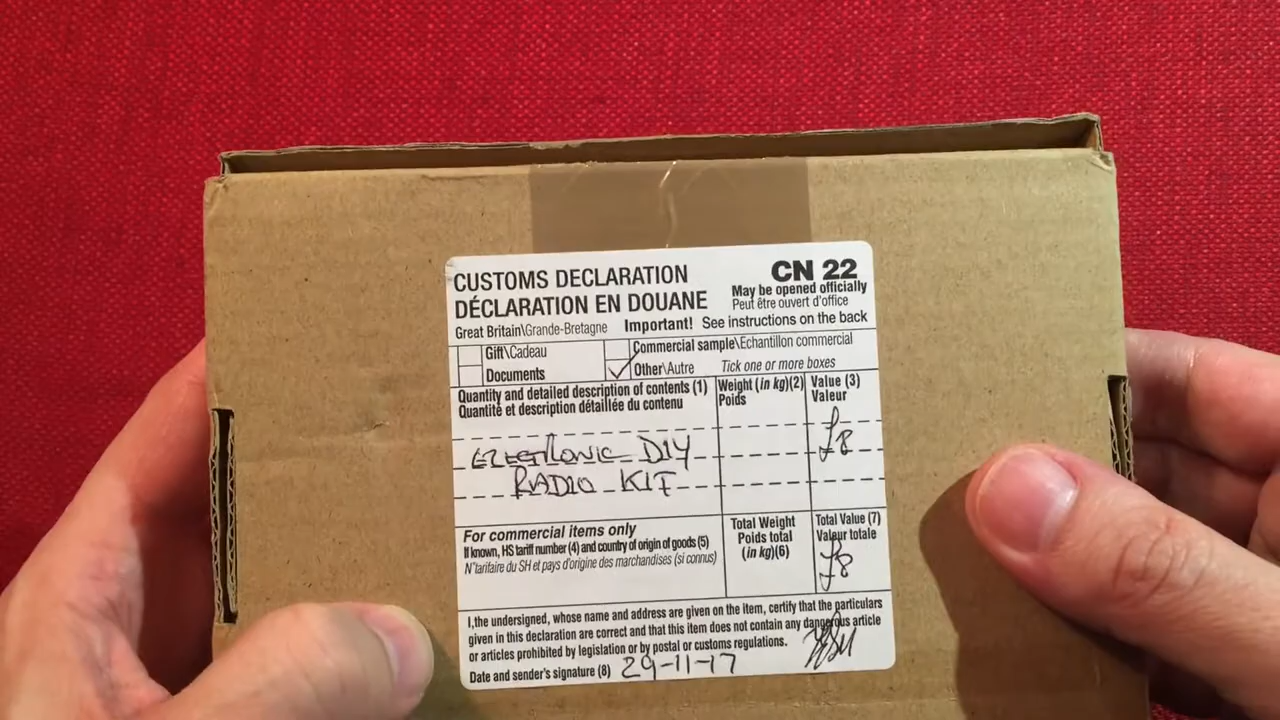 CUSTOMS DECLARATION
DÉCLARATION EN DOUANE
Great Britain\Grande-Bretagne
CN 22
May be opened officially
Peut être ouvert d'office
Important! See instructions on the back
Gift\Cadeau
Commercial sample\Echantillon commercial
Documents
Other\Autre
Tick one or more boxes
Quantity and detailed description of contents (1)
Quantité et description détaillée du contenu
Weight (in kg)(2)
Poids
Value (3)
Valeur
ELECTRONIC DIY
RADIO KIT
£8
For commercial items only
If known, HS tariff number (4) and country of origin of goods (5)
N°tarifaire du SH et pays d'origine des marchandises (si connus)
Total Weight
Poids total
(in kg)(6)
Total Value (7)
Valeur totale
£8
I,the undersigned, whose name and address are given on the item, certify that the particulars
given in this declaration are correct and that this item does not contain any dangerous article
or articles prohibited by legislation or by postal or customs regulations.
Date and sender's signature (8) 29-11-17